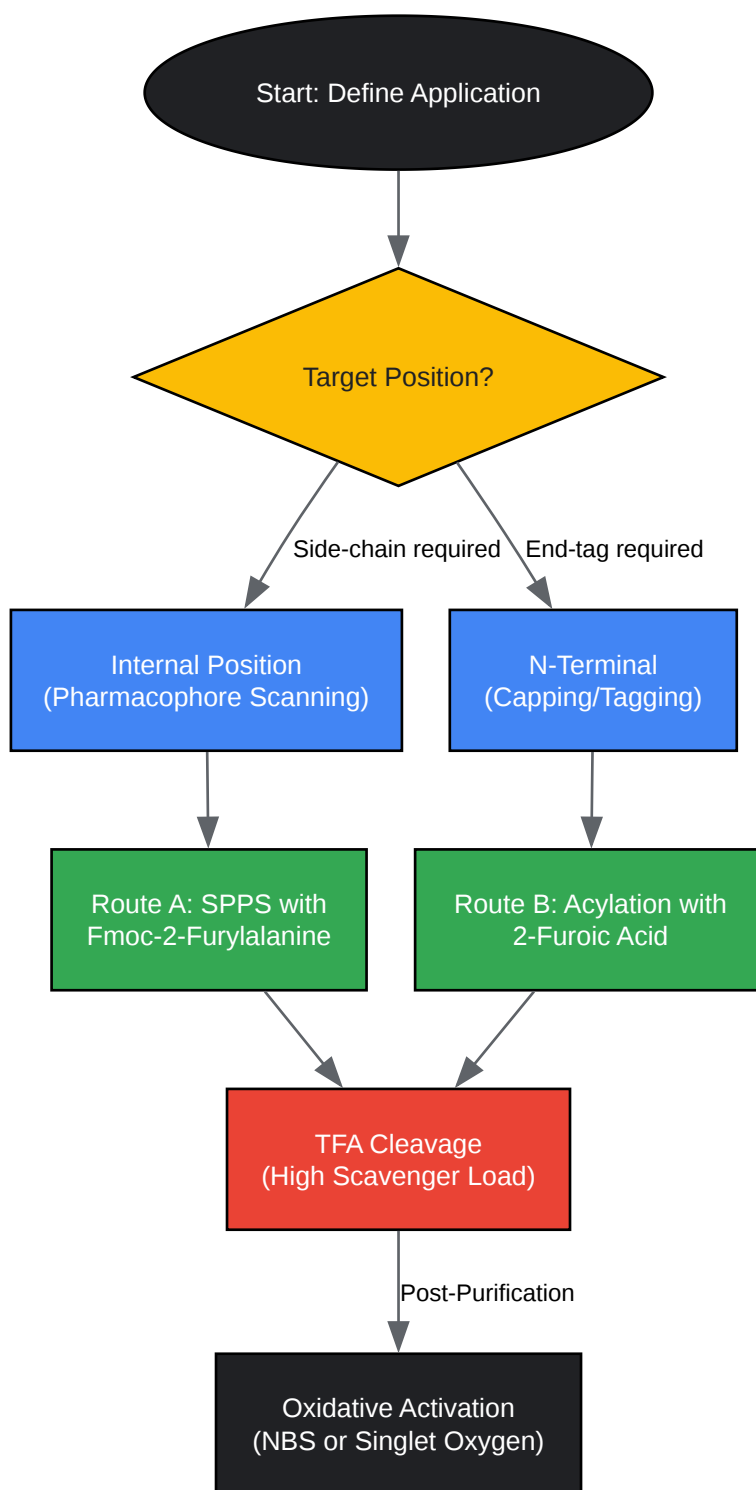 Start: Define Application
Target Position?
Side-chain required
End-tag required
Internal Position
(Pharmacophore Scanning)
N-Terminal
(Capping/Tagging)
Route A: SPPS with
Fmoc-2-Furylalanine
Route B: Acylation with
2-Furoic Acid
TFA Cleavage
(High Scavenger Load)
Post-Purification
Oxidative Activation
(NBS or Singlet Oxygen)